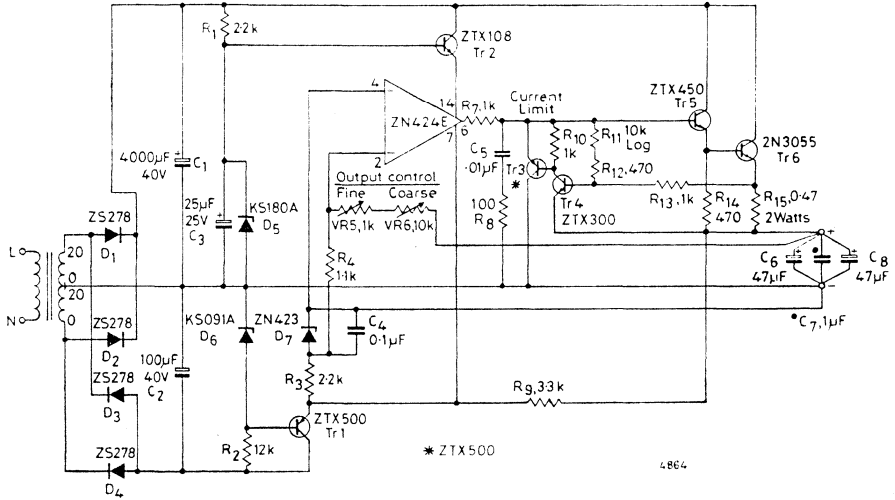 R1 2·2k
ZTX108
Tr2
4
14
R7,1k
ZN424E
7
6
2
Current
Limit
ZTX450
Tr5
2N3055
Tr6
4000µF
40V
C1
C5
·01µF
100
R8
R10
1k
R11 10k
Log
R12,470
Tr3
*
Tr4
ZTX300
R13,1k
R14
470
R15,0·47
2Watts
Output control
Fine Coarse
VR5,1k VR6,10k
25µF
25V
C3
KS180A
D5
R4
1·1k
ZS278
D1
L
N
20
0
20
0
+
-
C6
47µF
C8
47µF
C7,1µF
KS091A
D6
ZN423
D7
C4
0·1µF
ZS278
D2
ZS278
D3
100µF
40V
C2
R3 2·2k
R9,3·3k
ZTX500
Tr1
R2 12k
ZS278
D4
* ZTX500
4864